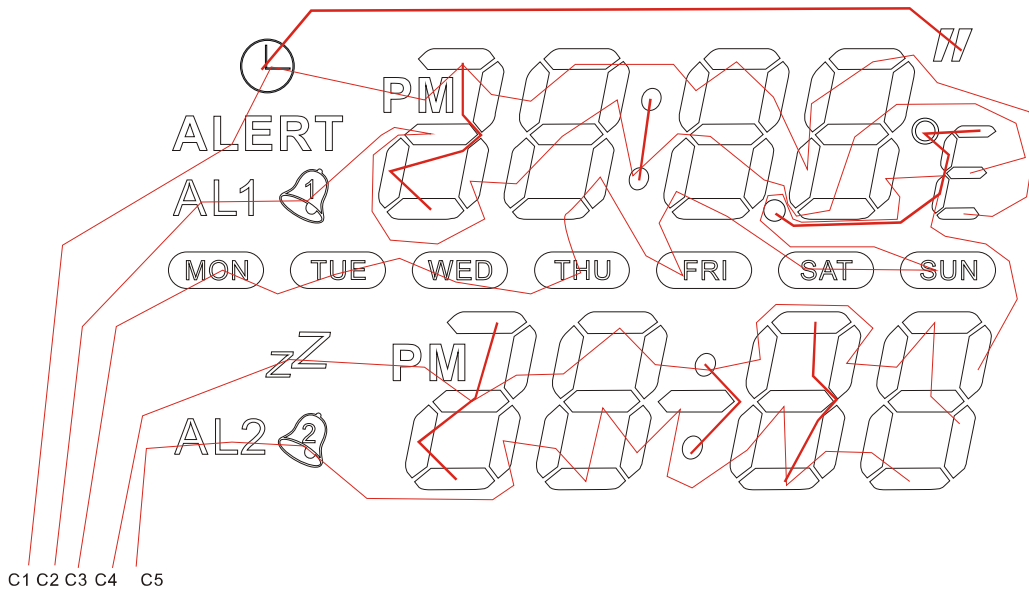 PM
ALERT
AL1 1
MON TUE WED THU FRI SAT SUN
zZ PM
AL2 2
C1 C2 C3 C4 C5